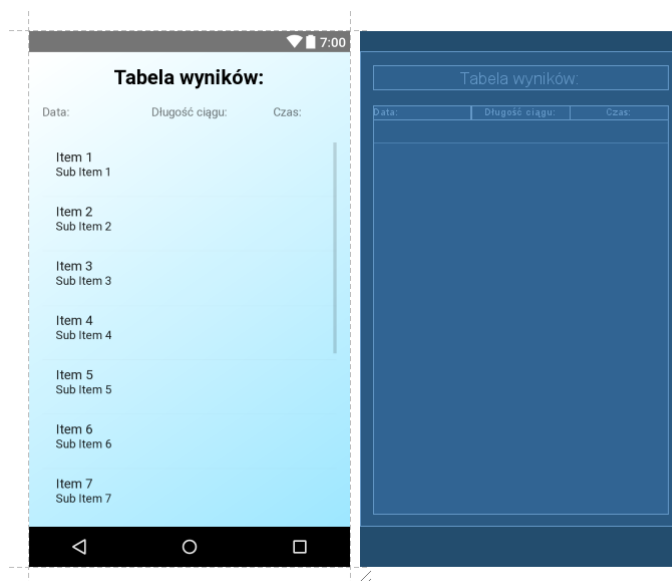 7:00
Tabela wyników:
Data: Długość ciągu: Czas:
Item 1
Sub Item 1
Item 2
Sub Item 2
Item 3
Sub Item 3
Item 4
Sub Item 4
Item 5
Sub Item 5
Item 6
Sub Item 6
Item 7
Sub Item 7
Tabela wyników:
Data: Długość ciągu: Czas: